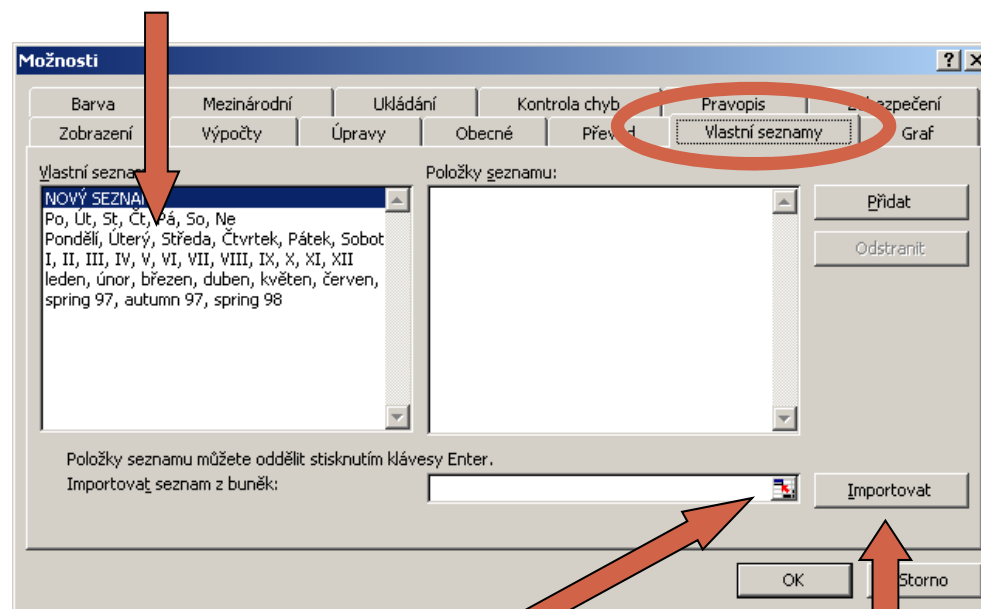 Možnosti
Barva Mezinárodní Ukládání Kontrola chyb Pravopis
Zobrazení Výpočty Úpravy Obecné Vlastní seznamy Graf
Vlastní Položky seznamu:
NOVÝ
Po, Út, St, Čt, Pá, So, Ne
Pondělí, Úterý, Středa, Čtvrtek, Pátek, Sobot
I, II, III, IV, V, VI, VII, VIII, IX, X, XI, XII
leden, únor, březen, duben, květen, červen,
spring 97, autumn 97, spring 98
Přidat
Odstranit
Položky seznamu můžete oddělit stisknutím klávesy Enter.
Importovat seznam z buněk:
Importovat
OK Storno